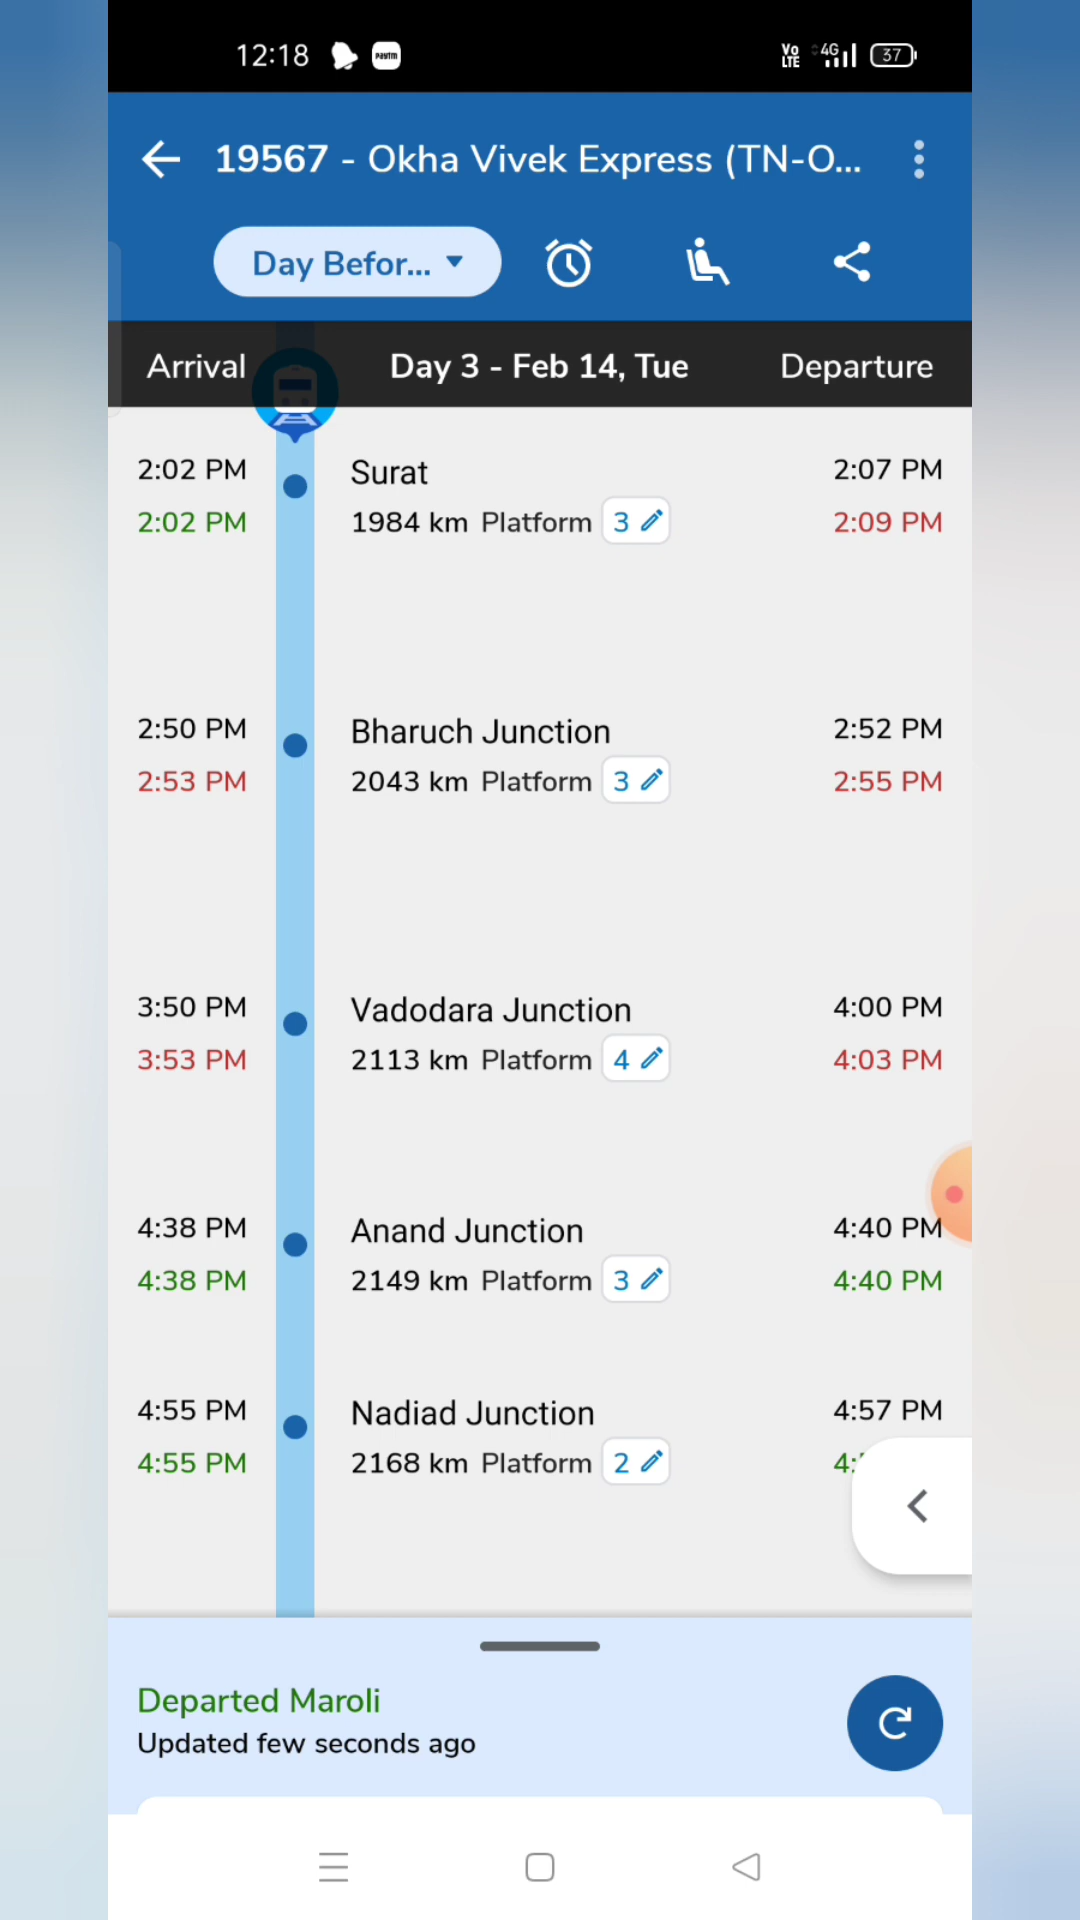 12:18 paytm Vo LTE 4G 37
19567 - Okha Vivek Express (TN-O...
Day Befor...
Arrival Day 3 - Feb 14, Tue Departure
2:02 PM Surat 2:07 PM
2:02 PM 1984 km Platform 3 2:09 PM
2:50 PM Bharuch Junction 2:52 PM
2:53 PM 2043 km Platform 3 2:55 PM
3:50 PM Vadodara Junction 4:00 PM
3:53 PM 2113 km Platform 4 4:03 PM
4:38 PM Anand Junction 4:40 PM
4:38 PM 2149 km Platform 3 4:40 PM
4:55 PM Nadiad Junction 4:57 PM
4:55 PM 2168 km Platform 2 4:
Departed Maroli
Updated few seconds ago